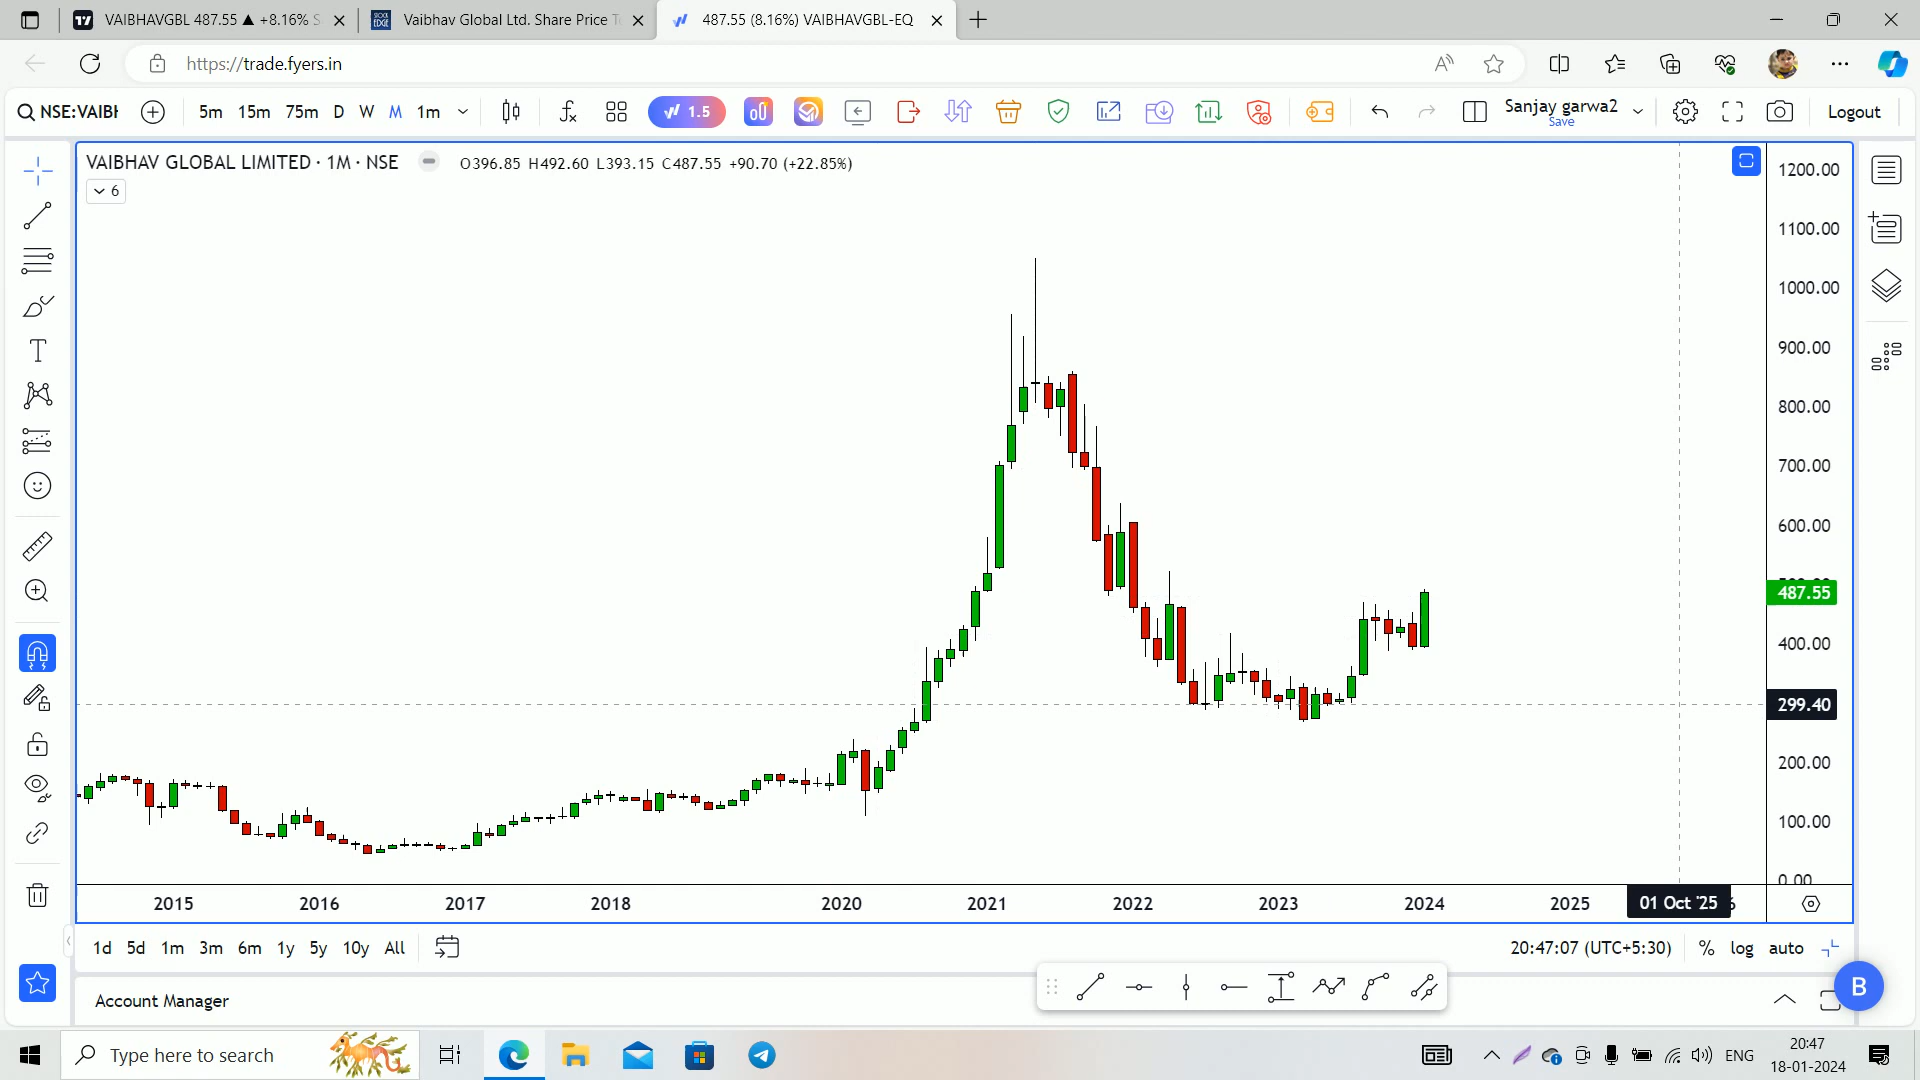 VAIBHAVGBL 487.55 ▲ +8.16%
Vaibhav Global Ltd. Share Price
487.55 (8.16%) VAIBHAVGBL-EQ
https://trade.fyers.in
NSE:VAIBH
5m 15m 75m D W M 1m
1.5
Sanjay garwa2
Save
Logout
VAIBHAV GLOBAL LIMITED · 1M · NSE
O396.85 H492.60 L393.15 C487.55 +90.70 (+22.85%)
6
1200.00
1100.00
1000.00
900.00
800.00
700.00
600.00
487.55
400.00
299.40
200.00
100.00
0.00
2015 2016 2017 2018 2020 2021 2022 2023 2024 2025 01 Oct '25
1d 5d 1m 3m 6m 1y 5y 10y All
20:47:07 (UTC+5:30) % log auto
Account Manager
B
Type here to search
ENG
20:47
18-01-2024